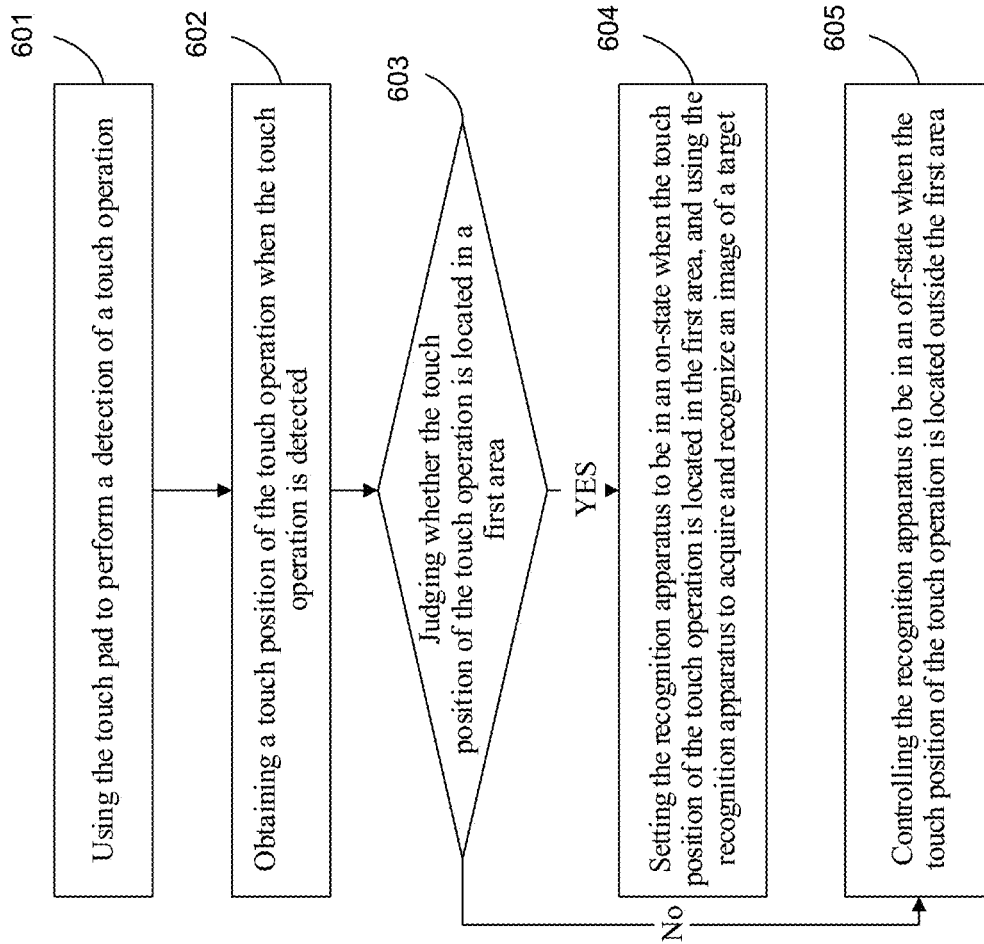 601
Using the touch pad to perform a detection of a touch operation
602
Obtaining a touch position of the touch operation when the touch
operation is detected
603
Judging whether the touch
position of the touch operation is located in a
first area
YES
604
Setting the recognition apparatus to be in an on-state when the touch
position of the touch operation is located in the first area, and using the
recognition apparatus to acquire and recognize an image of a target
No
605
Controlling the recognition apparatus to be in an off-state when the
touch position of the touch operation is located outside the first area